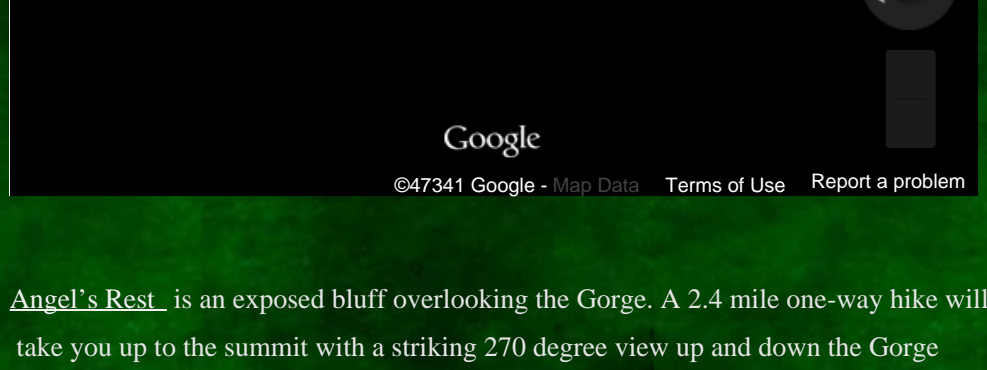 Google
©47341 Google - Map Data Terms of Use Report a problem
Angel’s Rest is an exposed bluff overlooking the Gorge. A 2.4 mile one-way hike will
take you up to the summit with a striking 270 degree view up and down the Gorge